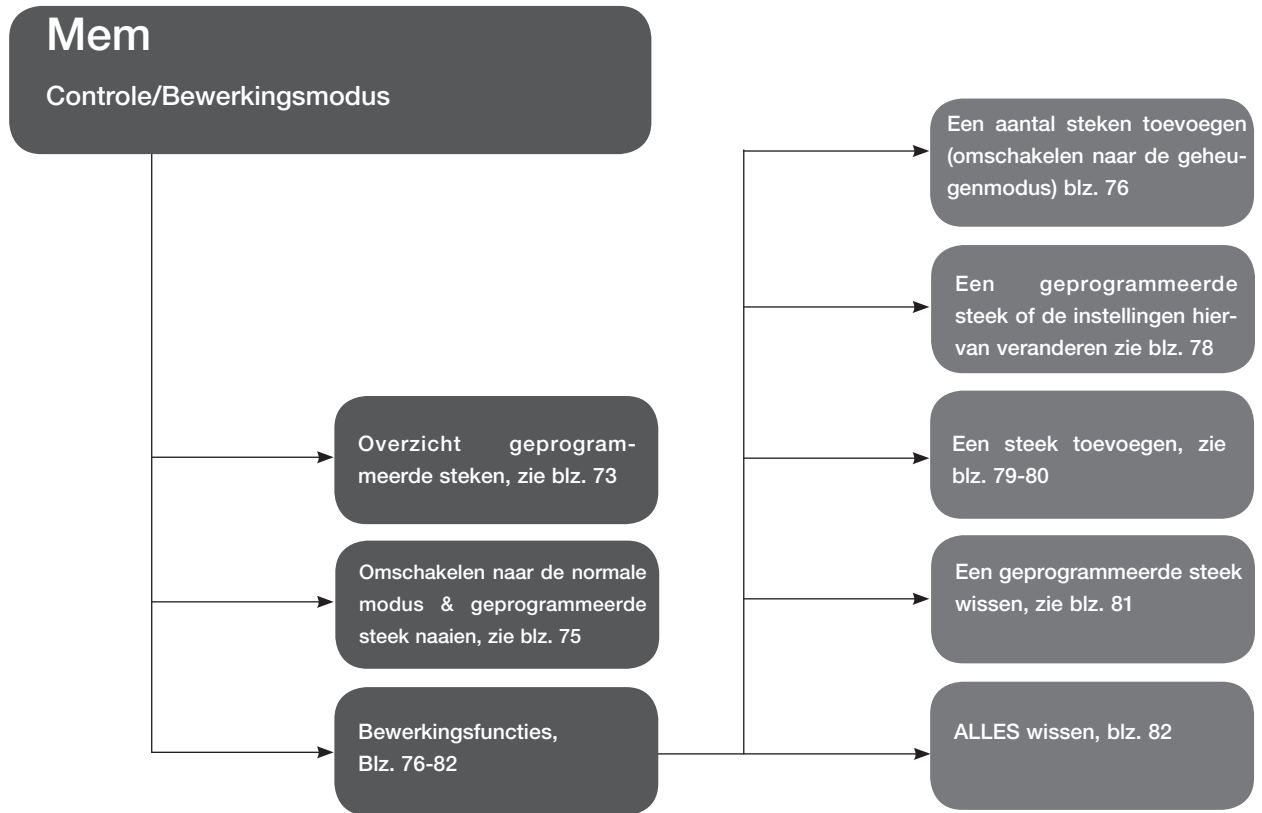 Mem
Controle/Bewerkingsmodus
Overzicht geprogram-
meerde steken, zie blz. 73
Omschakelen naar de normale
modus & geprogrammeerde
steek naaien, zie blz. 75
Bewerkingsfuncties,
Blz. 76-82
Een aantal steken toevoegen
(omschakelen naar de geheu-
genmodus) blz. 76
Een geprogrammeerde
steek of de instellingen hier-
van veranderen zie blz. 78
Een steek toevoegen, zie
blz. 79-80
Een geprogrammeerde steek
wissen, zie blz. 81
ALLES wissen, blz. 82